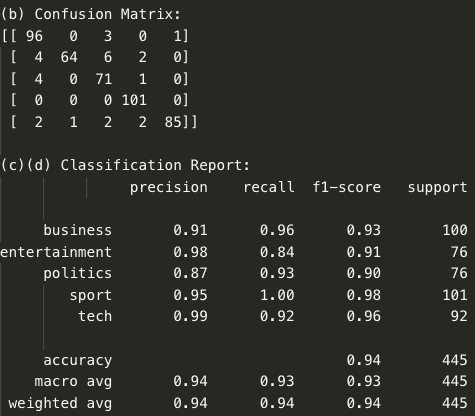 (b) Confusion Matrix:
[[ 96   0   3   0   1]
 [  4  64   6   2   0]
 [  4   0  71   1   0]
 [  0   0   0 101   0]
 [  2   1   2   2  85]]
(c)(d) Classification Report:
precision    recall  f1-score   support
business       0.91      0.96      0.93       100
entertainment       0.98      0.84      0.91        76
politics       0.87      0.93      0.90        76
sport       0.95      1.00      0.98       101
tech       0.99      0.92      0.96        92
accuracy                           0.94       445
macro avg       0.94      0.93      0.93       445
weighted avg       0.94      0.94      0.94       445